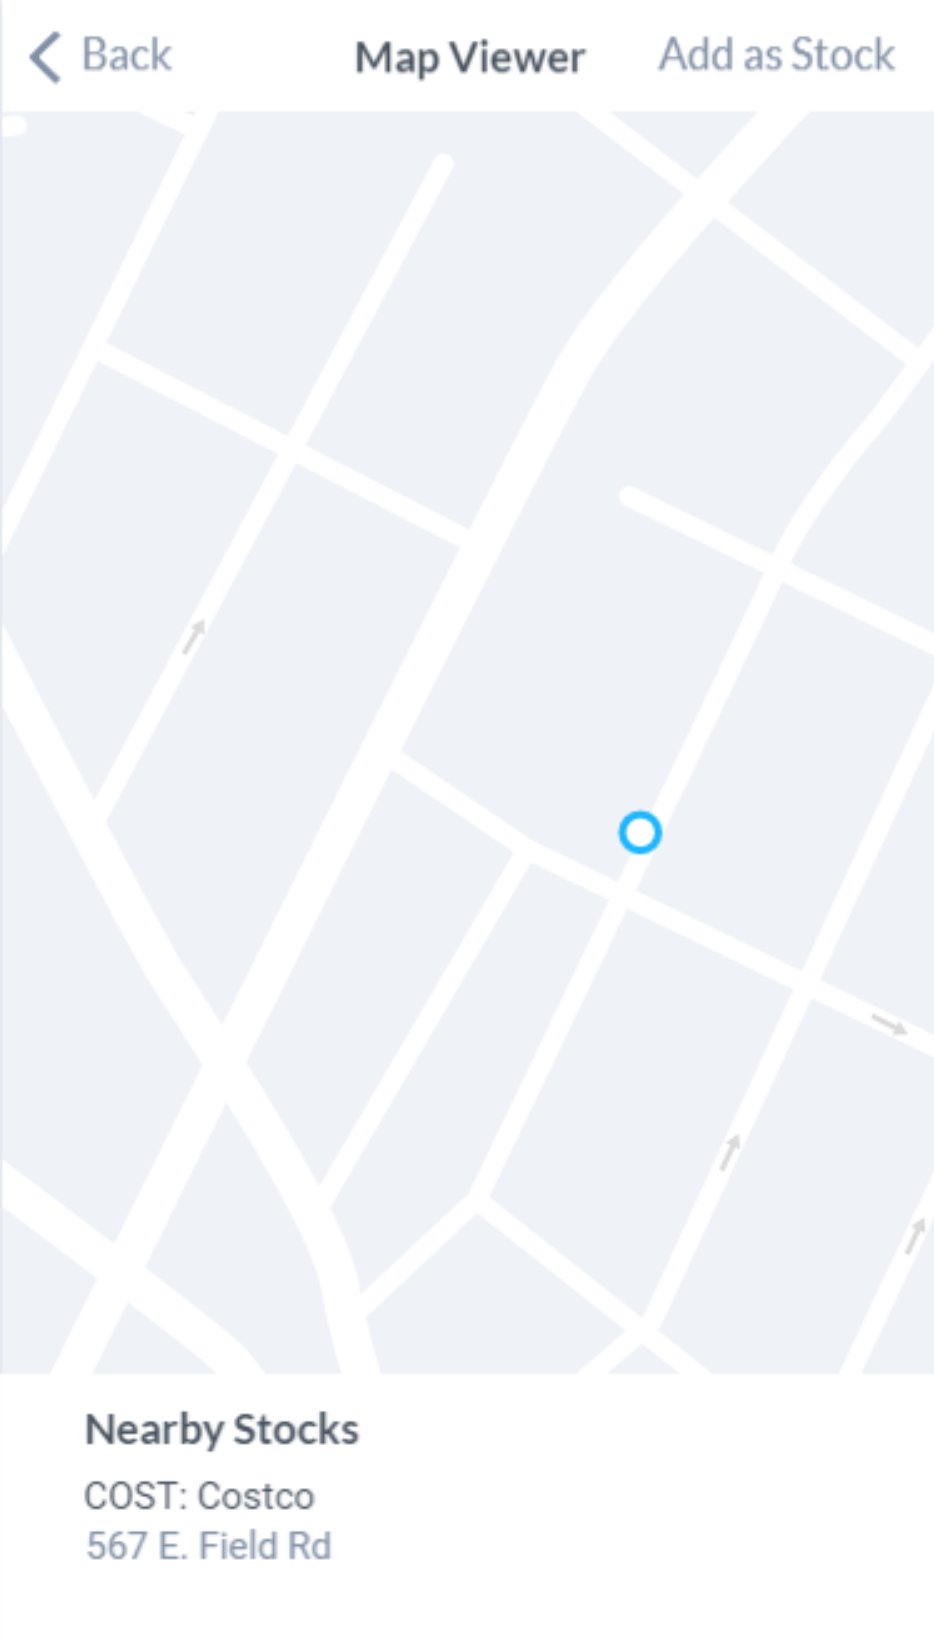 Back Map Viewer Add as Stock
Nearby Stocks
COST: Costco
567 E. Field Rd